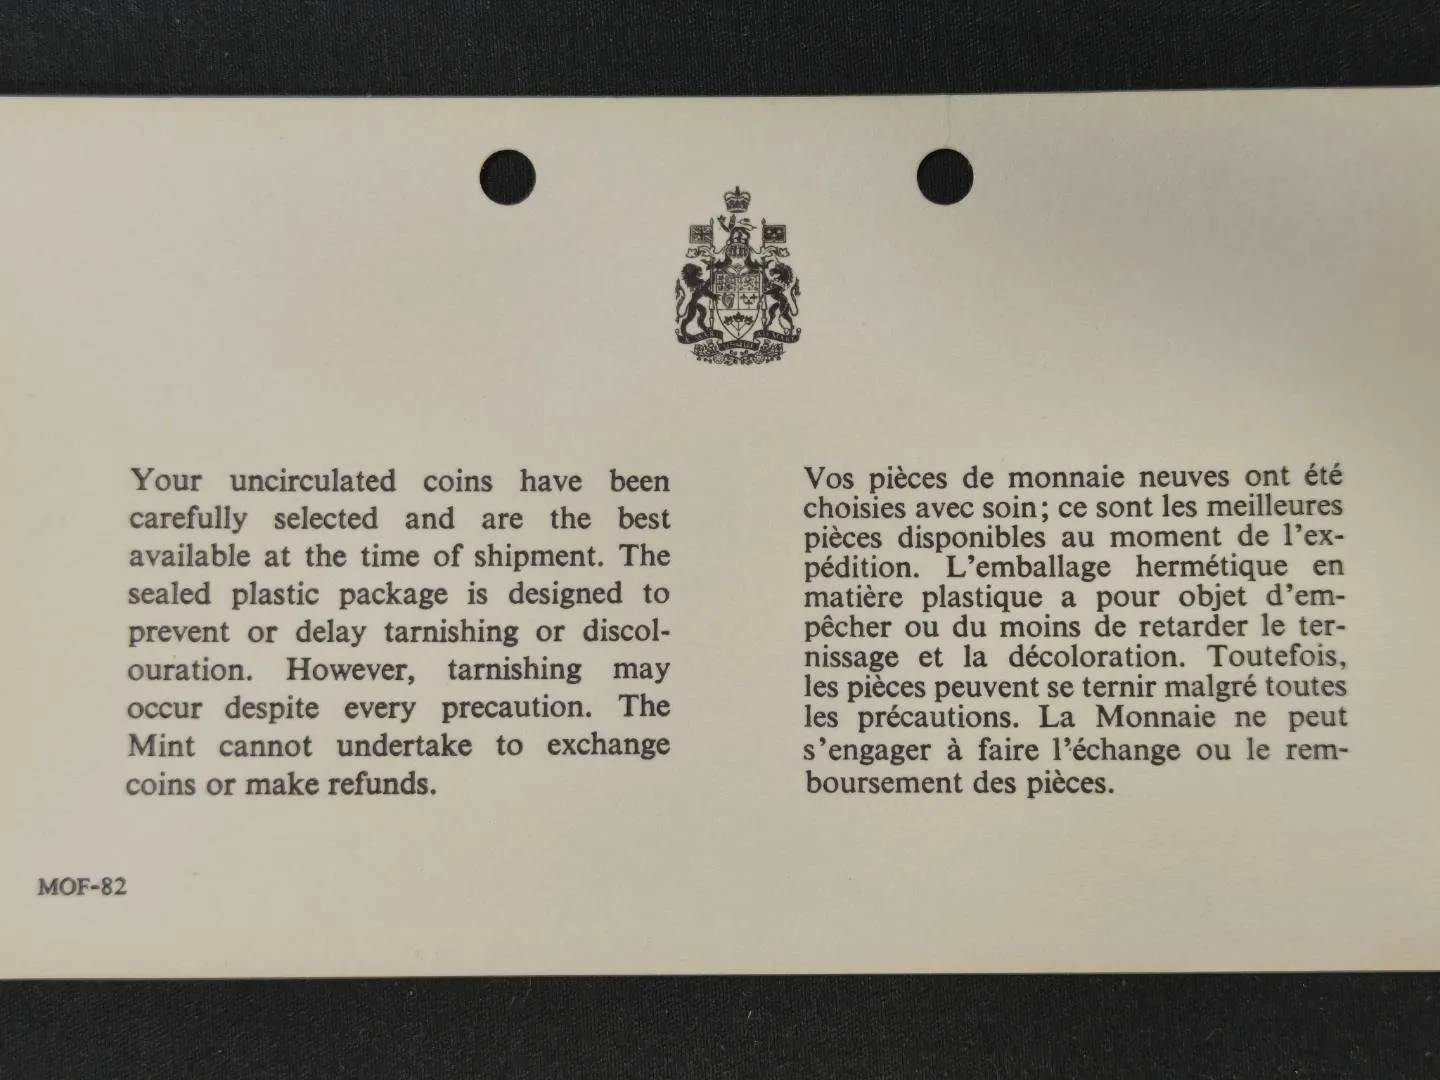 Your uncirculated coins have been
carefully selected and are the best
available at the time of shipment. The
sealed plastic package is designed to
prevent or delay tarnishing or discol-
ouration. However, tarnishing may
occur despite every precaution. The
Mint cannot undertake to exchange
coins or make refunds.
Vos pièces de monnaie neuves ont été
choisies avec soin; ce sont les meilleures
pièces disponibles au moment de l'ex-
pédition. L'emballage hermétique en
matière plastique a pour objet d'em-
pêcher ou du moins de retarder le ter-
nissage et la décoloration. Toutefois,
les pièces peuvent se ternir malgré toutes
les précautions. La Monnaie ne peut
s'engager à faire l'échange ou le rem-
boursement des pièces.
MOF-82